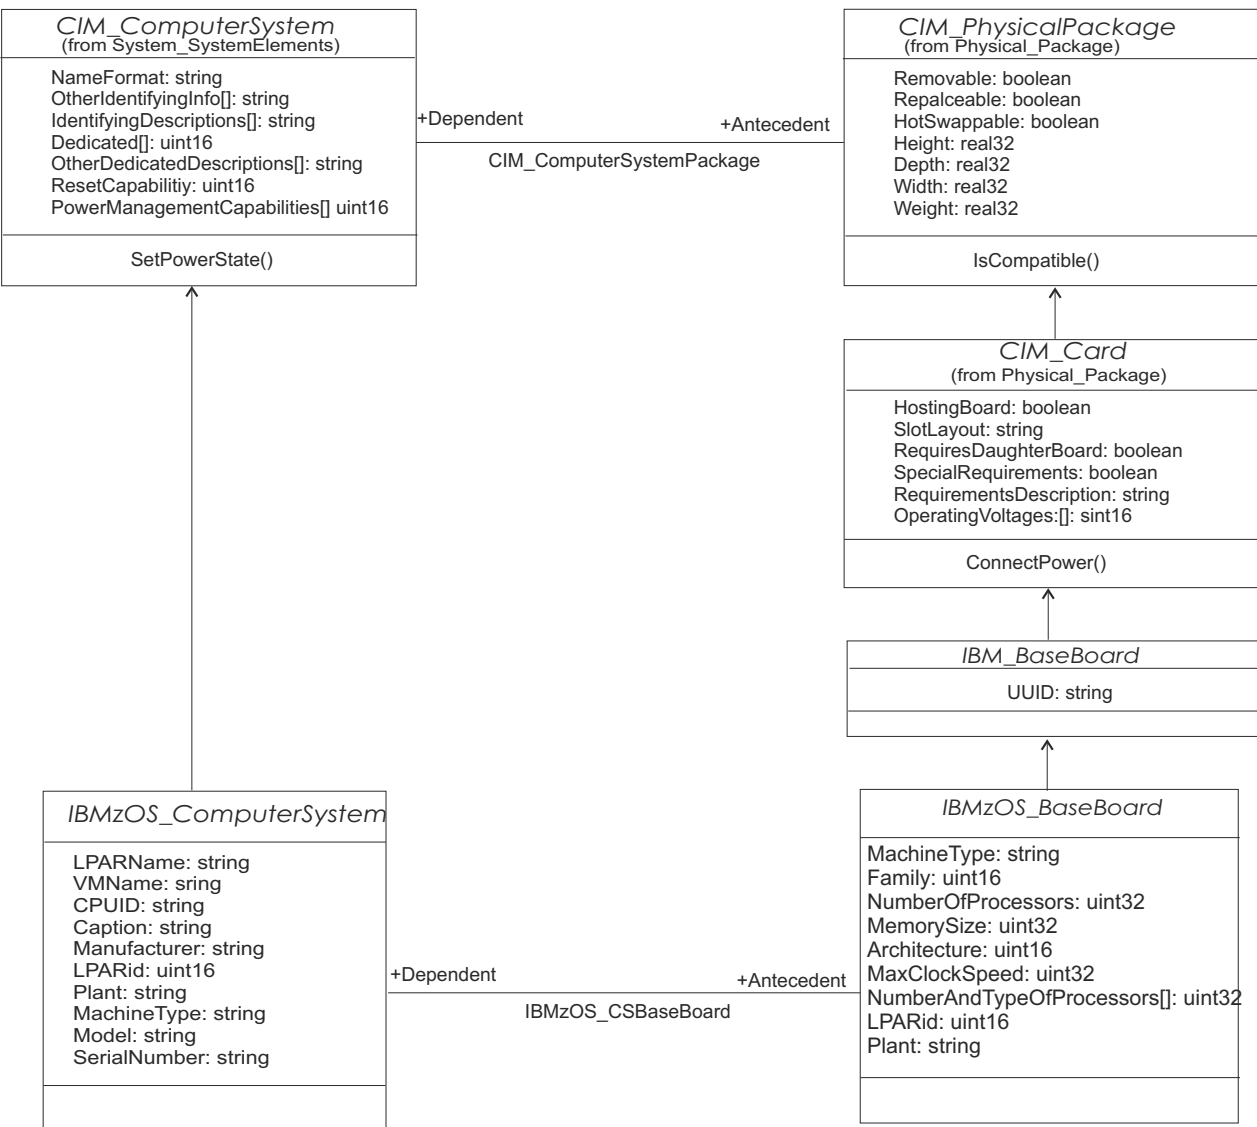 CIM_ComputerSystem
(from System_SystemElements)
NameFormat: string
OtherIdentifyingInfo[]: string
IdentifyingDescriptions[]: string
Dedicated[]: uint16
OtherDedicatedDescriptions[]: string
ResetCapabilitiy: uint16
PowerManagementCapabilities[] uint16
SetPowerState()
+Dependent
+Antecedent
CIM_ComputerSystemPackage
CIM_PhysicalPackage
(from Physical_Package)
Removable: boolean
Repalceable: boolean
HotSwappable: boolean
Height: real32
Depth: real32
Width: real32
Weight: real32
IsCompatible()
CIM_Card
(from Physical_Package)
HostingBoard: boolean
SlotLayout: string
RequiresDaughterBoard: boolean
SpecialRequirements: boolean
RequirementsDescription: string
OperatingVoltages:[]: sint16
ConnectPower()
IBM_BaseBoard
UUID: string
IBMzOS_ComputerSystem
LPARName: string
VMName: sring
CPUID: string
Caption: string
Manufacturer: string
LPARid: uint16
Plant: string
MachineType: string
Model: string
SerialNumber: string
+Dependent
+Antecedent
IBMzOS_CSBaseBoard
IBMzOS_BaseBoard
MachineType: string
Family: uint16
NumberOfProcessors: uint32
MemorySize: uint32
Architecture: uint16
MaxClockSpeed: uint32
NumberAndTypeOfProcessors[]: uint32
LPARid: uint16
Plant: string